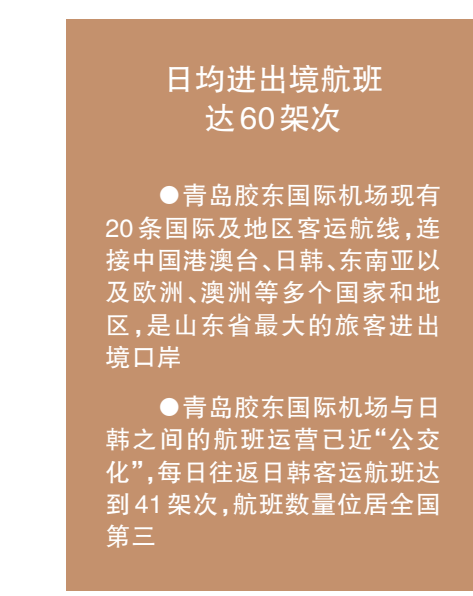 日均进出境航班
达60架次
●青岛胶东国际机场现有
20条国际及地区客运航线,连
接中国港澳台、日韩、东南亚以
及欧洲、澳洲等多个国家和地
区,是山东省最大的旅客进出
境口岸
●青岛胶东国际机场与日
韩之间的航班运营已近“公交
化”,每日往返日韩客运航班达
到41架次,航班数量位居全国
第三